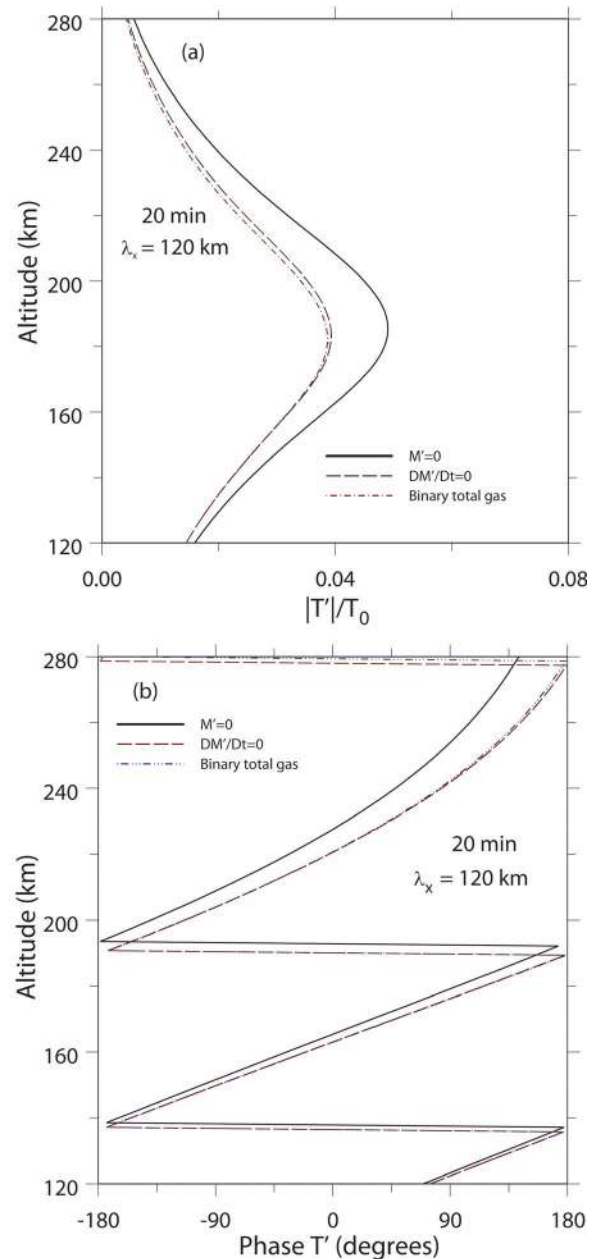 280
(a)
240
20 min
λx = 120 km
200
Altitude (km)
160
M'=0
DM'/Dt=0
Binary total gas
120
0.00
0.04
0.08
|T'|/T0
280
(b)
M'=0
DM'/Dt=0
Binary total gas
240
20 min
λx = 120 km
200
Altitude (km)
160
120
-180
-90
0
90
180
Phase T' (degrees)